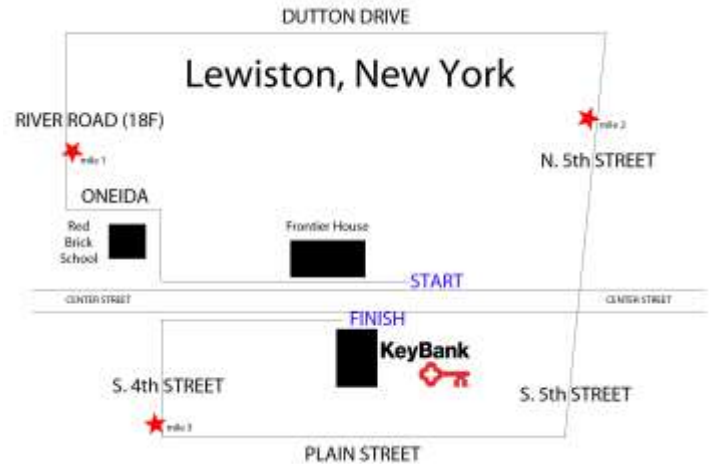 DUTTON DRIVE
Lewiston, New York
RIVER ROAD (18F)
mile 1
mile 2
N. 5th STREET
ONEIDA
Red
Brick
School
Frontier House
START
CENTER STREET
CENTER STREET
FINISH
KeyBank
S. 4th STREET
S. 5th STREET
mile 3
PLAIN STREET